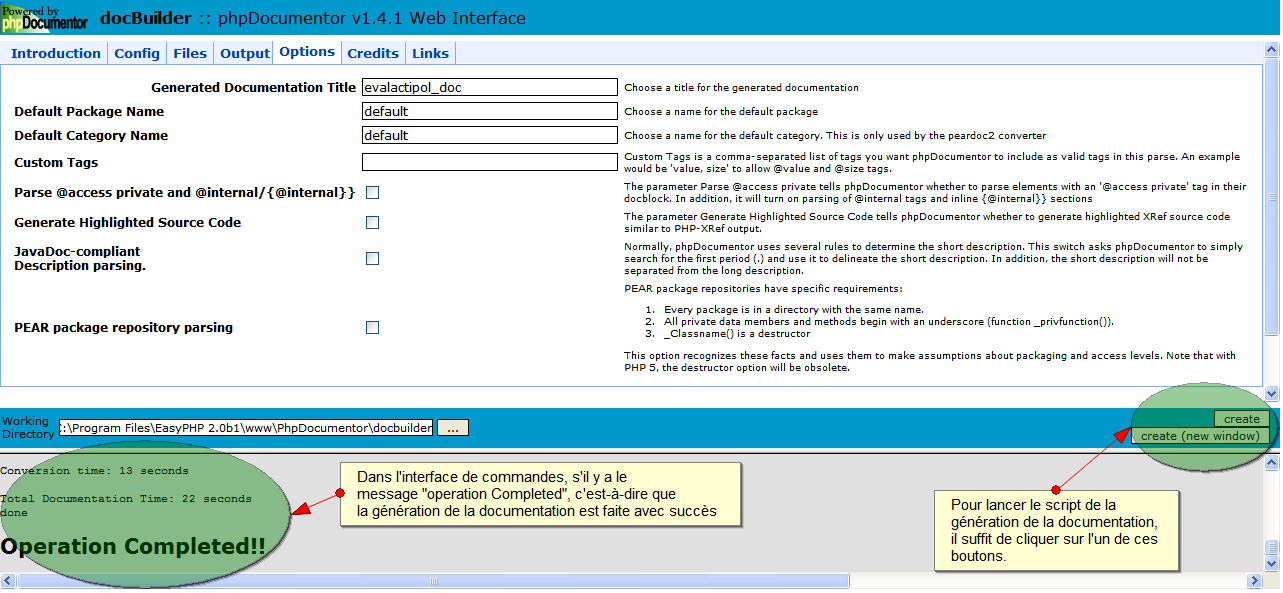 Powered by
phpDocumentor
docBuilder :: phpDocumentor v1.4.1 Web Interface
Introduction
Config
Files
Output
Options
Credits
Links
Generated Documentation Title
evalactipol_doc
Choose a title for the generated documentation
Default Package Name
default
Choose a name for the default package
Default Category Name
default
Choose a name for the default category. This is only used by the peardoc2 converter
Custom Tags
Custom Tags is a comma-separated list of tags you want phpDocumentor to include as valid tags in this parse. An example
would be 'value, size' to allow @value and @size tags.
Parse @access private and @internal/{@internal}}
The parameter Parse @access private tells phpDocumentor whether to parse elements with an '@access private' tag in their
docblock. In addition, it will turn on parsing of @internal tags and inline {@internal}} sections
Generate Highlighted Source Code
The parameter Generate Highlighted Source Code tells phpDocumentor whether to generate highlighted XRef source code
similar to PHP-XRef output.
JavaDoc-compliant
Description parsing.
Normally, phpDocumentor uses several rules to determine the short description. This switch asks phpDocumentor to simply
search for the first period (.) and use it to delineate the short description. In addition, the short description will not be
separated from the long description.
PEAR package repository parsing
PEAR package repositories have specific requirements:
1. Every package is in a directory with the same name.
2. All private data members and methods begin with an underscore (function _privfunction()).
3. _Classname() is a destructor
This option recognizes these facts and uses them to make assumptions about packaging and access levels. Note that with
PHP 5, the destructor option will be obsolete.
Working
Directory
:\Program Files\EasyPHP 2.0b1\www\PhpDocumentor\docbuilder
...
create
create (new window)
Conversion time: 13 seconds
Total Documentation Time: 22 seconds
done
Operation Completed!!
Dans l'interface de commandes, s'il y a le
message "operation Completed", c'est-à-dire que
la génération de la documentation est faite avec succès
Pour lancer le script de la
génération de la documentation,
il suffit de cliquer sur l'un de ces
boutons.